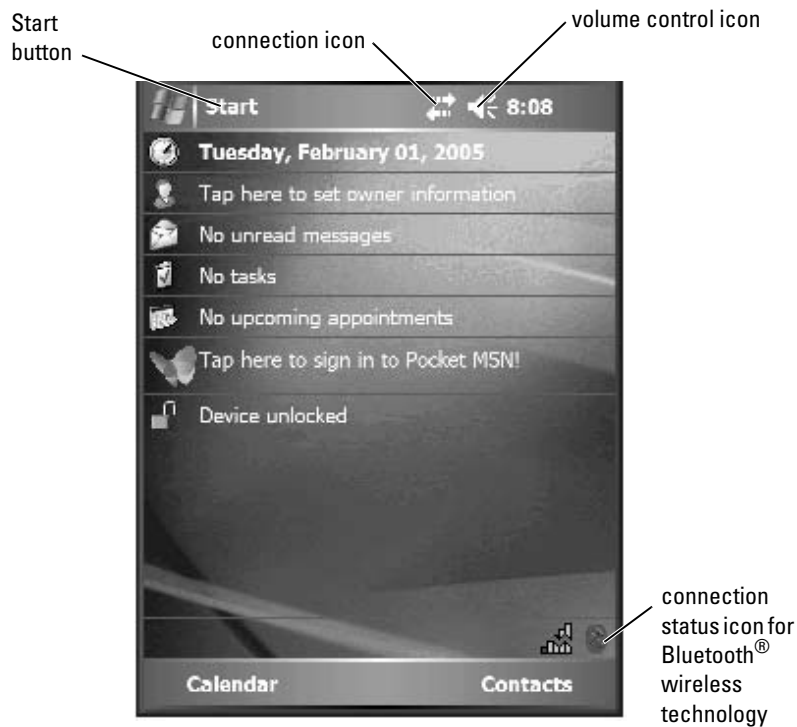 Start
button
connection icon
volume control icon
Start
8:08
Tuesday, February 01, 2005
Tap here to set owner information
No unread messages
No tasks
No upcoming appointments
Tap here to sign in to Pocket MSN!
Device unlocked
connection
status icon for
Bluetooth®
wireless
technology
Calendar
Contacts